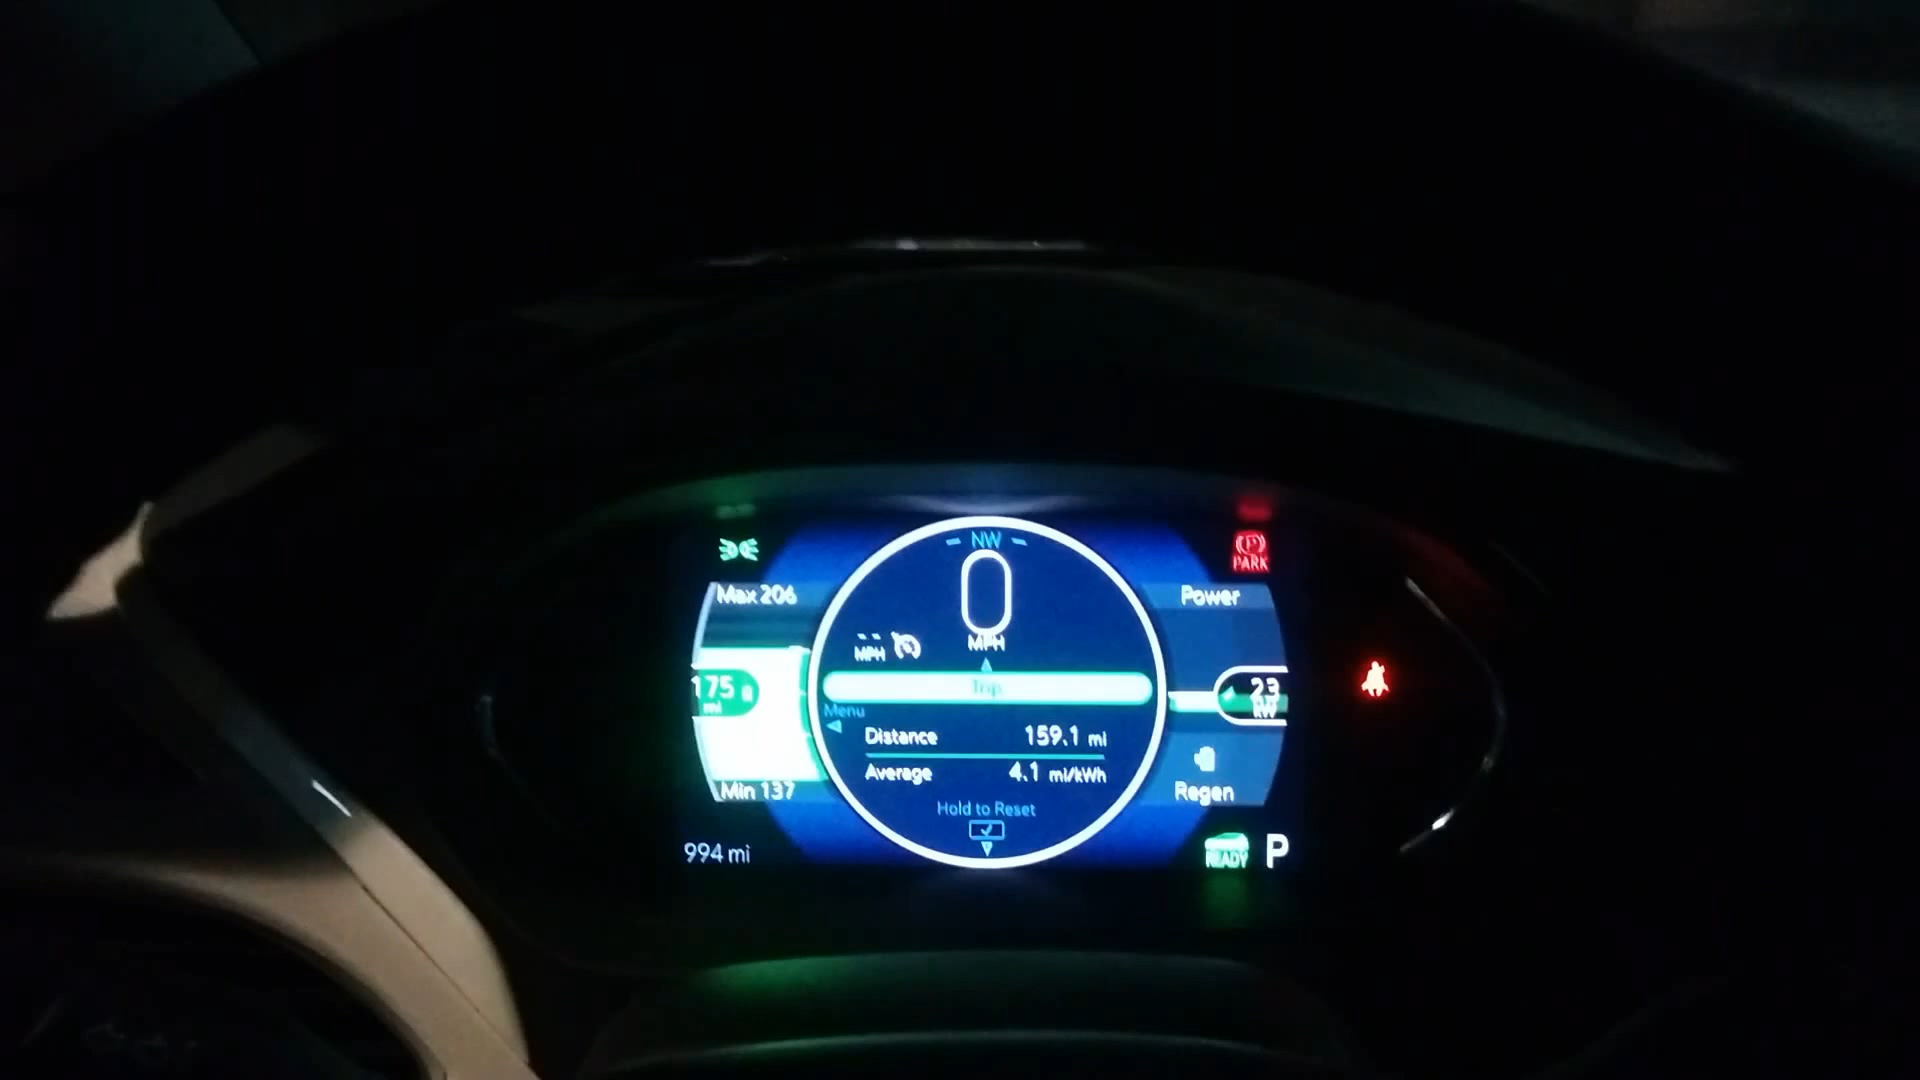 NW
PARK
Max 206
Power
0
MPH
-- MPH
Trip
175
mi
23
kW
Menu
Distance 159.1 mi
Average 4.1 mi/kWh
Min 137
Regen
Hold to Reset
994 mi
READY P